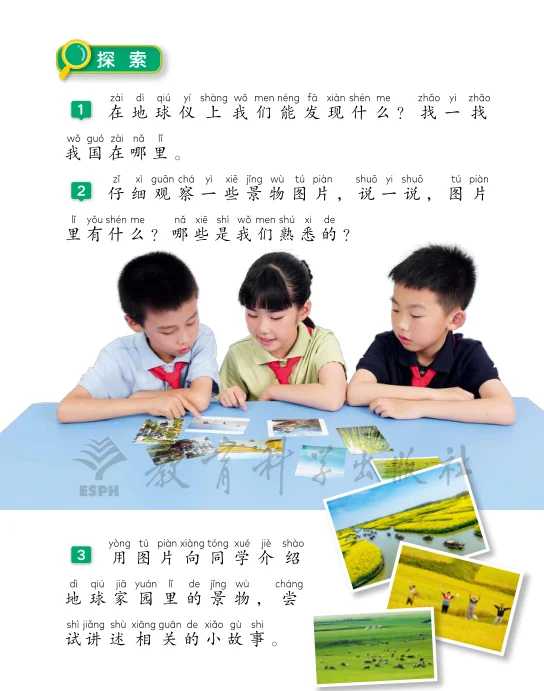 探索
zài dì qiú yí shàng wǒ men néng fā xiàn shén me zhǎo yi zhǎo
1 在地球仪上我们能发现什么？找一找
wǒ guó zài nǎ lǐ
我国在哪里。
zǐ xì guān chá yì xiē jǐng wù tú piàn shuō yi shuō tú piàn
2 仔细观察一些景物图片，说一说，图片
lǐ yǒu shén me nǎ xiē shì wǒ men shú xi de
里有什么？哪些是我们熟悉的？
ESPH 教育科学出版社
yòng tú piàn xiàng tóng xué jiè shào
3 用图片向同学介绍
dì qiú jiā yuán lǐ de jǐng wù cháng
地球家园里的景物，尝
shì jiǎng shù xiāng guān de xiǎo gù shi
试讲述相关的小故事。